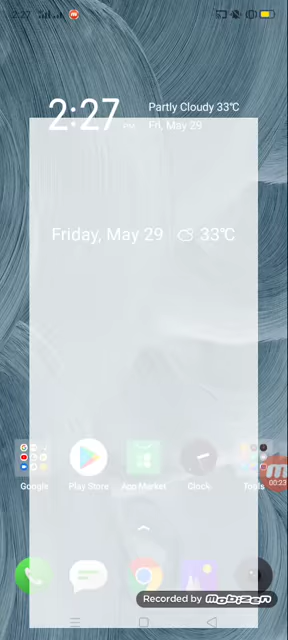 2:27
2:27 PM
Partly Cloudy 33°C
Fri, May 29
Friday, May 29 33°C
Google
Play Store
App Market
Clock
Tools
00:23
Recorded by MOBIZEN